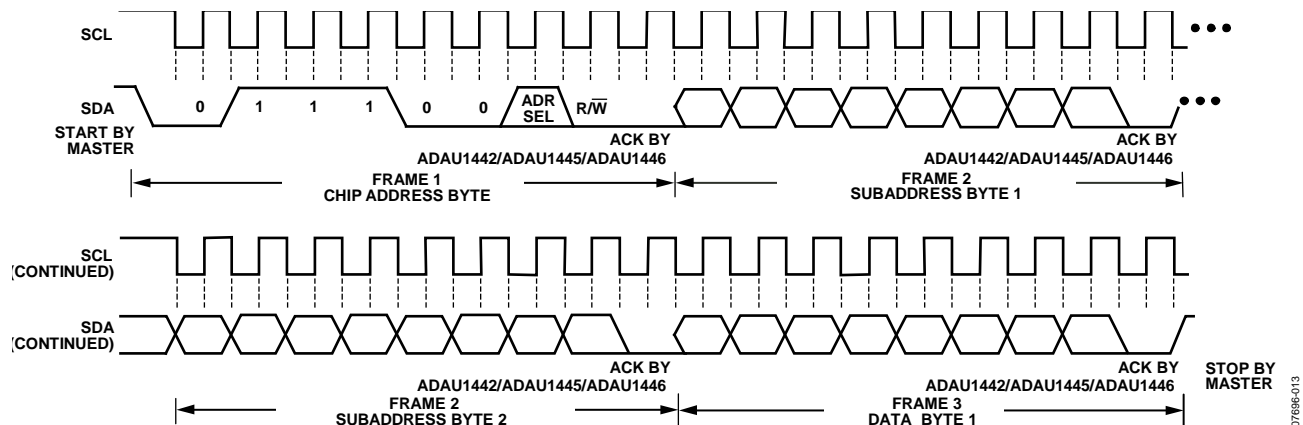 SCL
SDA
0 1 1 1 0 0 ADR SEL R/W̅
START BY
MASTER
ACK BY
ADAU1442/ADAU1445/ADAU1446
ACK BY
ADAU1442/ADAU1445/ADAU1446
FRAME 1
CHIP ADDRESS BYTE
FRAME 2
SUBADDRESS BYTE 1
SCL
(CONTINUED)
SDA
(CONTINUED)
ACK BY
ADAU1442/ADAU1445/ADAU1446
ACK BY
ADAU1442/ADAU1445/ADAU1446
STOP BY
MASTER
FRAME 2
SUBADDRESS BYTE 2
FRAME 3
DATA BYTE 1
07696-013